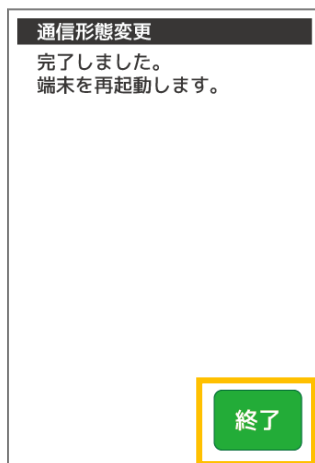 通信形態変更
完了しました。
端末を再起動します。
終了